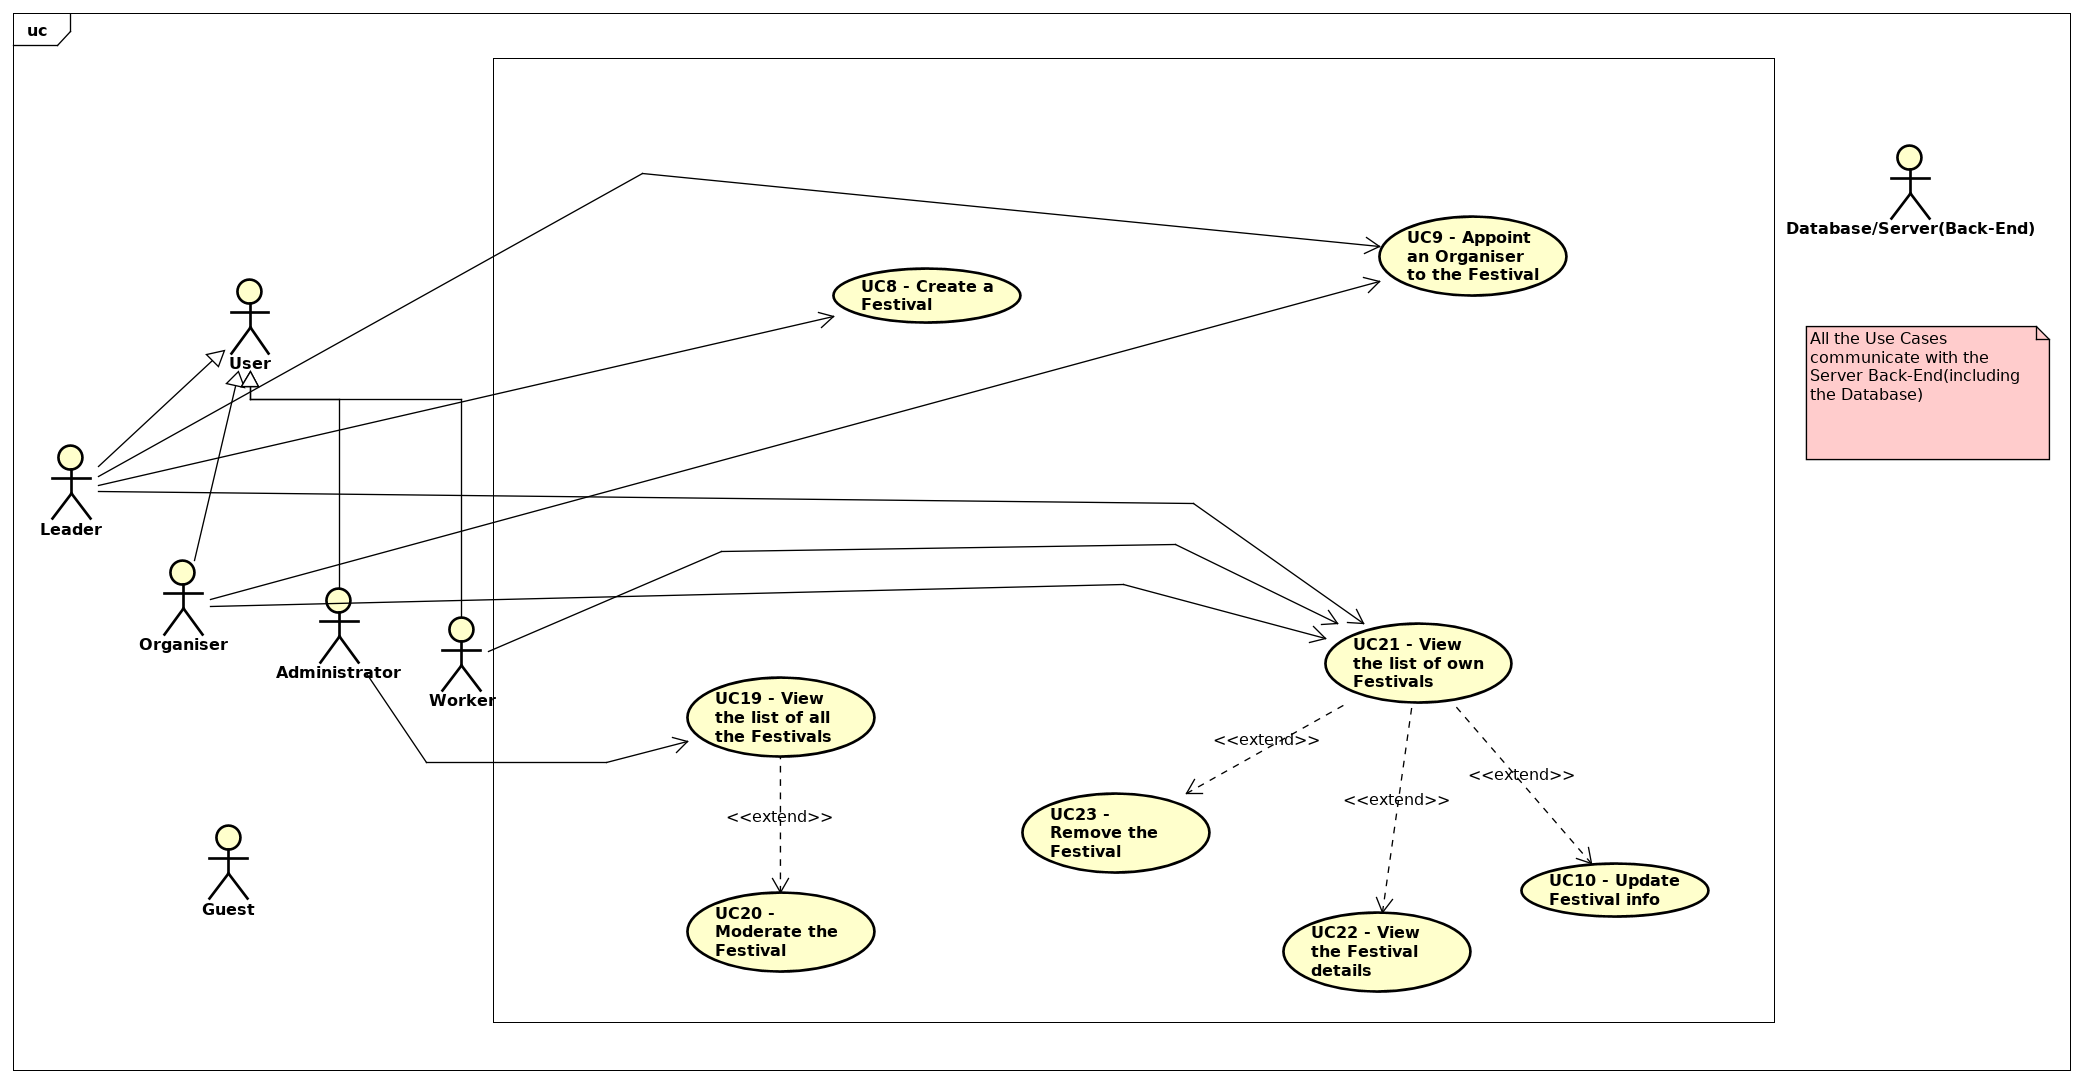 uc
Database/Server(Back-End)
UC9 - Appoint
an Organiser
to the Festival
UC8 - Create a
Festival
All the Use Cases
communicate with the
Server Back-End(including
the Database)
User
Leader
Organiser
Administrator
Worker
UC21 - View
the list of own
Festivals
UC19 - View
the list of all
the Festivals
<<extend>>
<<extend>>
<<extend>>
<<extend>>
UC23 -
Remove the
Festival
UC10 - Update
Festival info
UC20 -
Moderate the
Festival
UC22 - View
the Festival
details
Guest